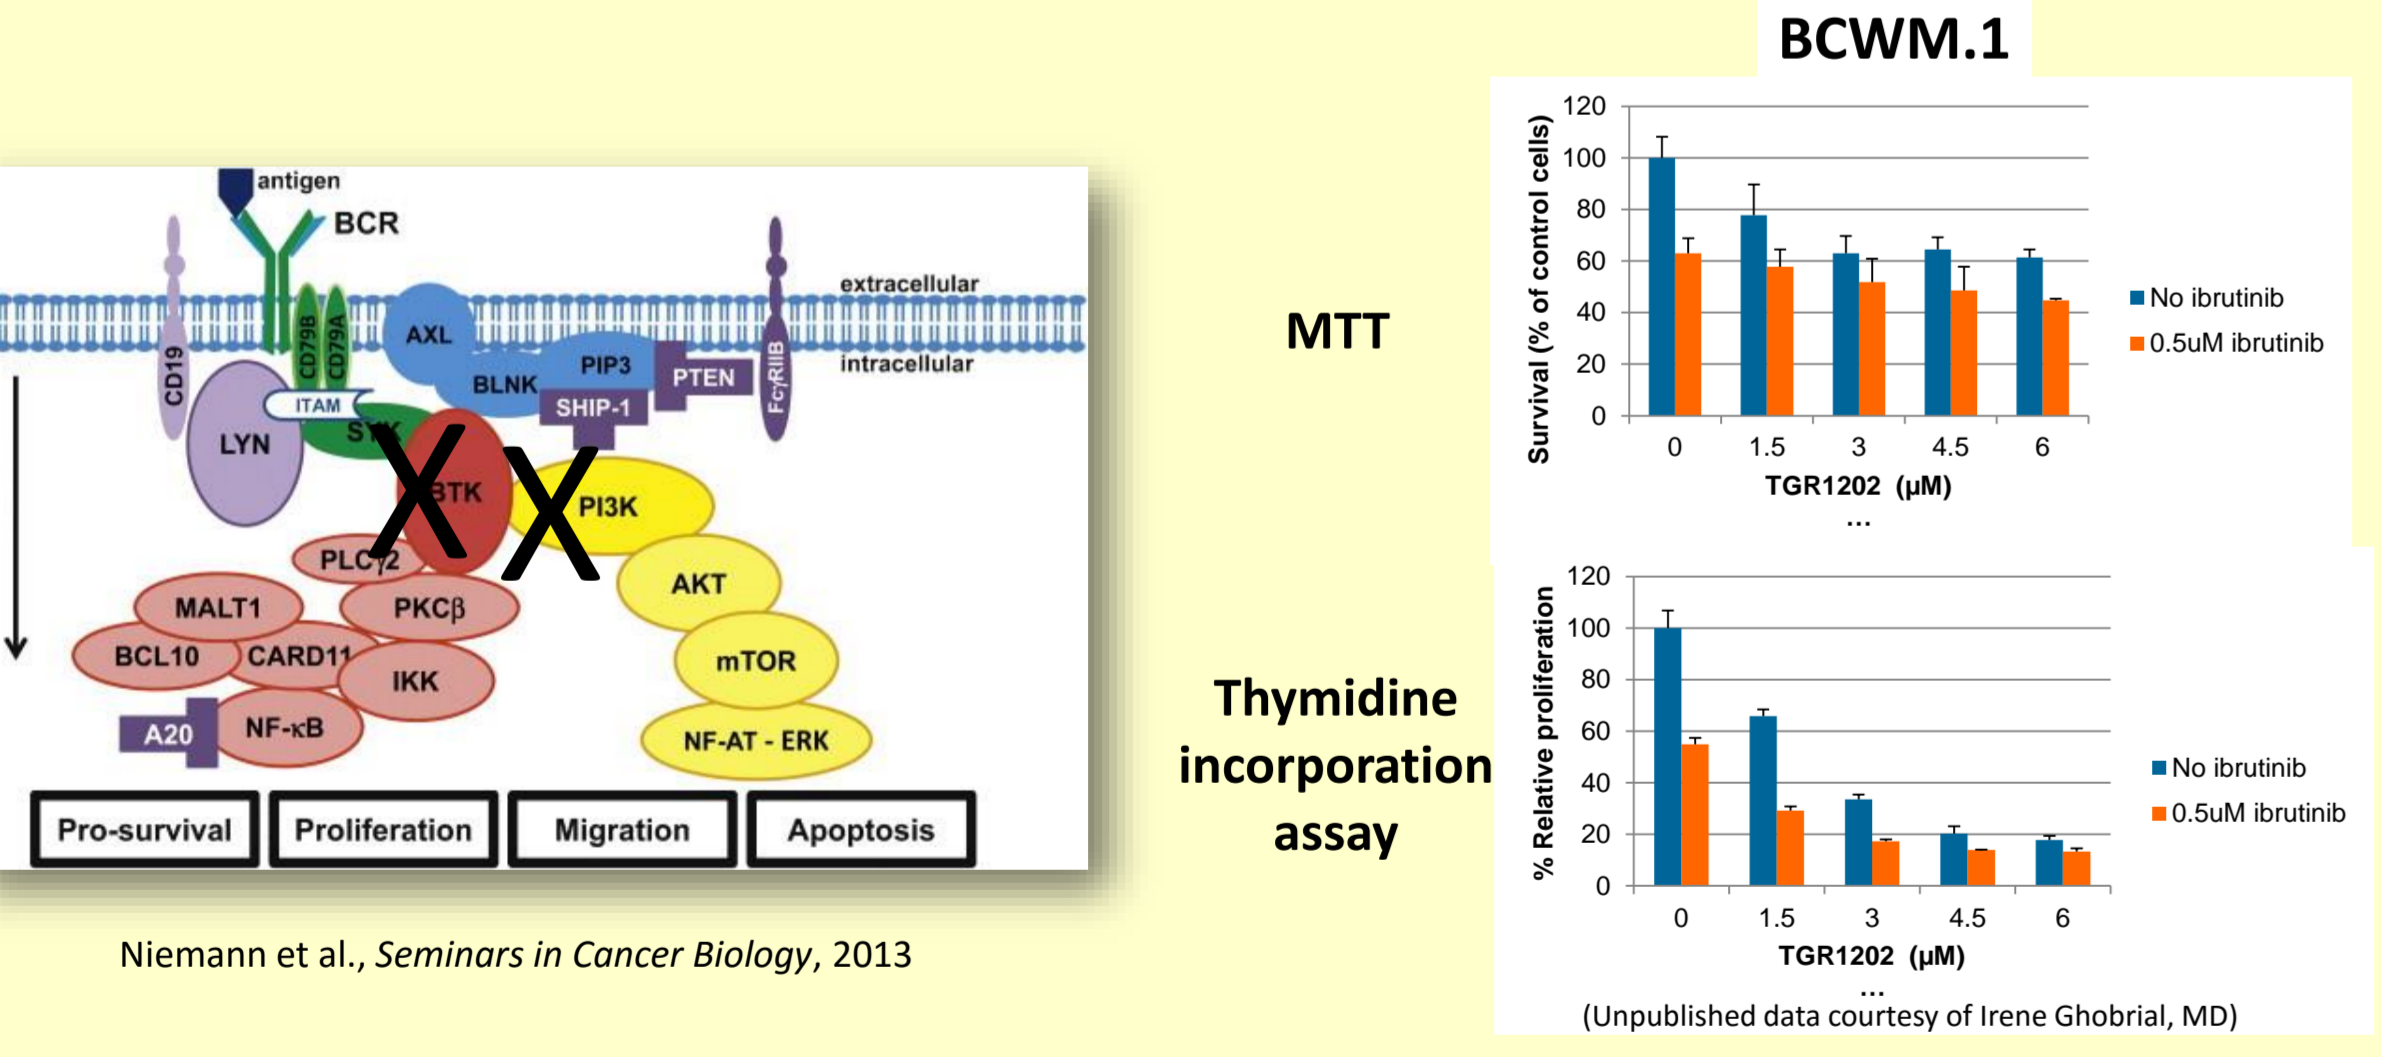 BCWM.1
antigen
BCR
extracellular
intracellular
CD19
CD79B
CD79A
AXL
BLNK
PIP3
PTEN
FcγRIIB
SHIP-1
ITAM
LYN
SYK
BTK
PI3K
PLCγ2
AKT
MALT1
PKCβ
BCL10
CARD11
IKK
mTOR
A20
NF-κB
NF-AT - ERK
Pro-survival
Proliferation
Migration
Apoptosis
X
X
Niemann et al., Seminars in Cancer Biology, 2013
MTT
Survival (% of control cells)
120
100
80
60
40
20
0
0 1.5 3 4.5 6
TGR1202 (µM)
...
No ibrutinib
0.5uM ibrutinib
Thymidine
incorporation
assay
% Relative proliferation
120
100
80
60
40
20
0
0 1.5 3 4.5 6
TGR1202 (µM)
...
No ibrutinib
0.5uM ibrutinib
(Unpublished data courtesy of Irene Ghobrial, MD)